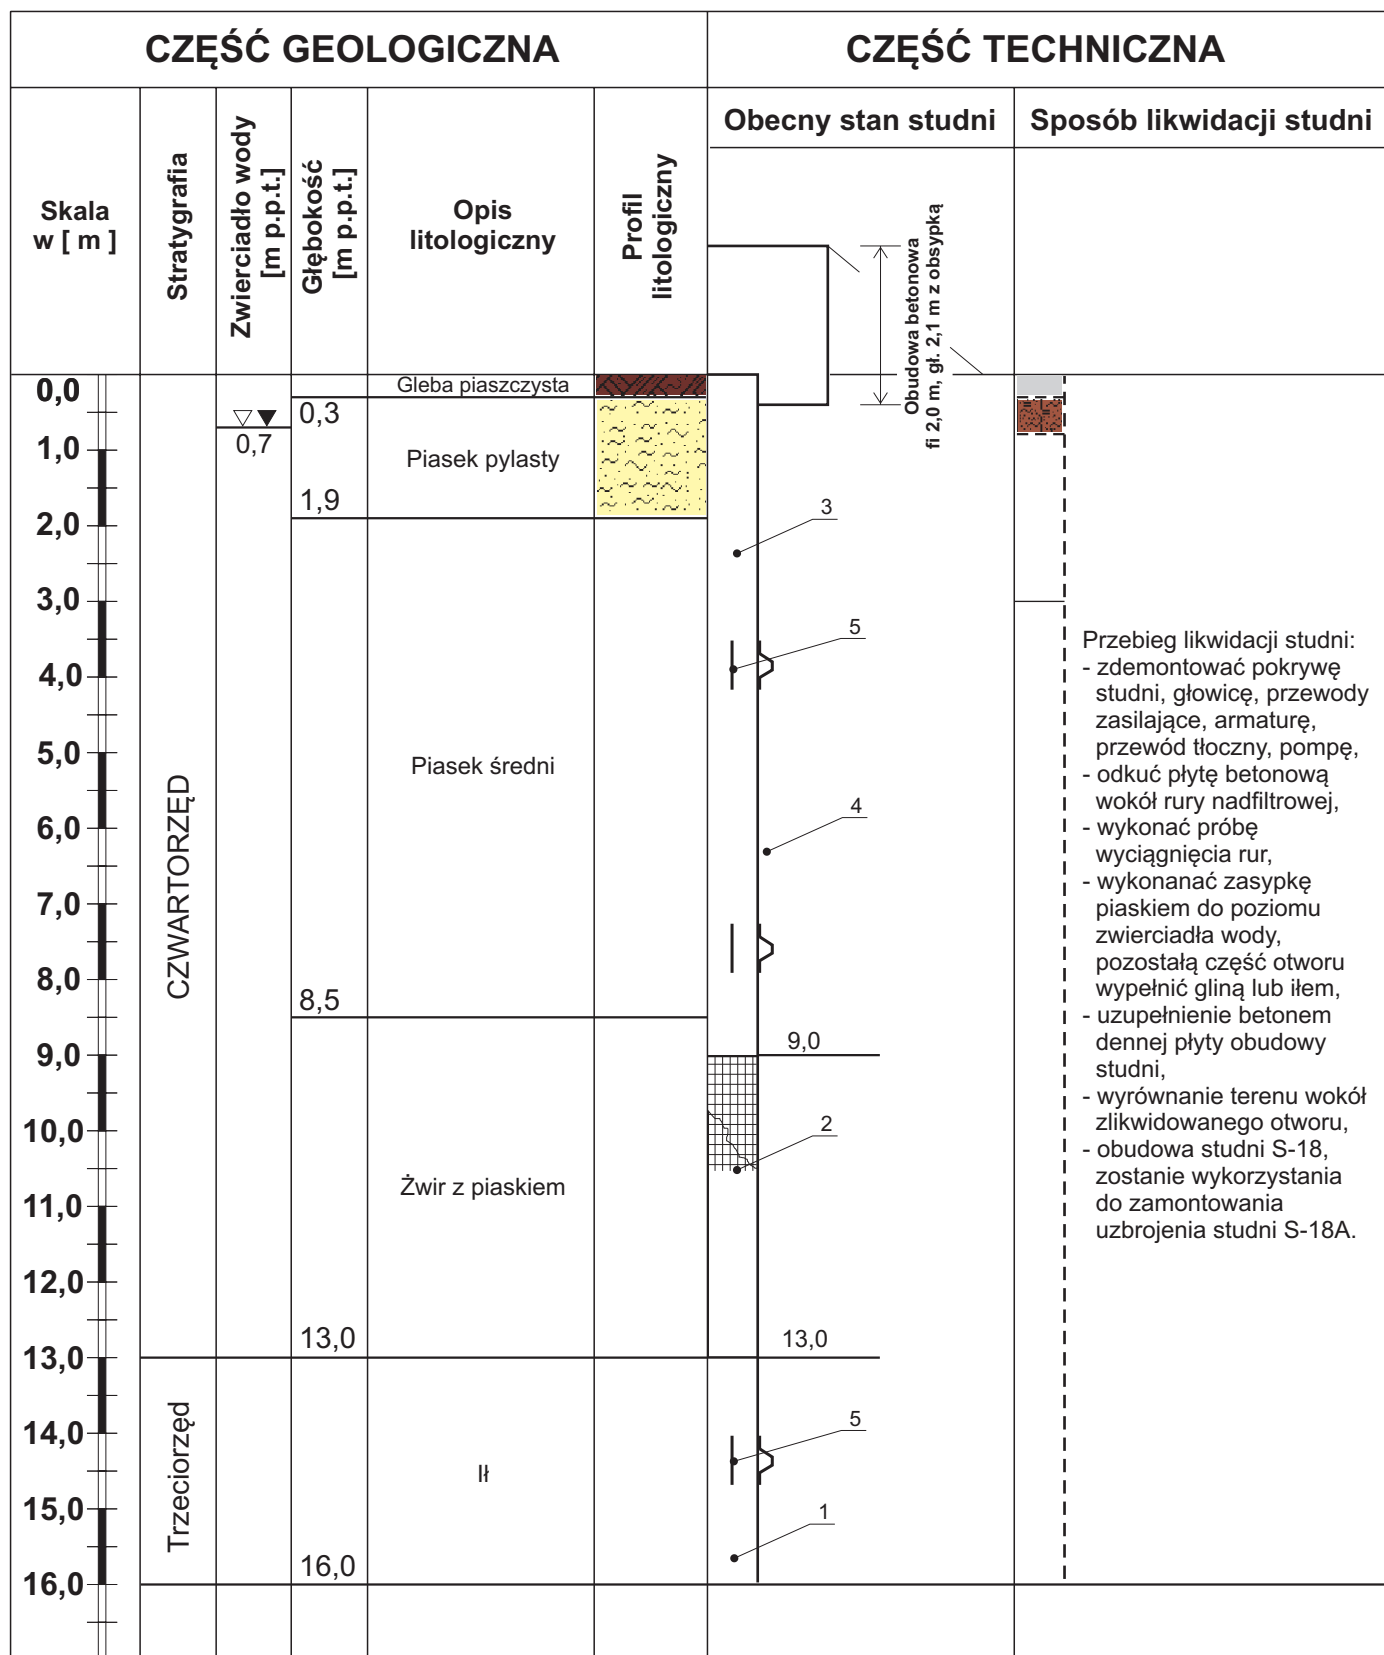 CZĘŚĆ GEOLOGICZNA
CZĘŚĆ TECHNICZNA
Skala
w [ m ]
Stratygrafia
Zwierciadło wody
[m p.p.t.]
Głębokość
[m p.p.t.]
Opis
litologiczny
Profil
litologiczny
Obecny stan studni
Sposób likwidacji studni
Obudowa betonowa
fi 2,0 m, gł. 2,1 m z obsypką
0,0
1,0
2,0
3,0
4,0
5,0
6,0
7,0
8,0
9,0
10,0
11,0
12,0
13,0
14,0
15,0
16,0
CZWARTORZĘD
Trzeciorzęd
0,7
0,3
1,9
8,5
13,0
16,0
Gleba piaszczysta
Piasek pylasty
Piasek średni
Żwir z piaskiem
Ił
3
5
4
9,0
2
13,0
5
1
Przebieg likwidacji studni:
- zdemontować pokrywę
studni, głowicę, przewody
zasilające, armaturę,
przewód tłoczny, pompę,
- odkuć płytę betonową
wokół rury nadfiltrowej,
- wykonać próbę
wyciągnięcia rur,
- wykonanać zasypkę
piaskiem do poziomu
zwierciadła wody,
pozostałą część otworu
wypełnić gliną lub iłem,
- uzupełnienie betonem
dennej płyty obudowy
studni,
- wyrównanie terenu wokół
zlikwidowanego otworu,
- obudowa studni S-18,
zostanie wykorzystania
do zamontowania
uzbrojenia studni S-18A.